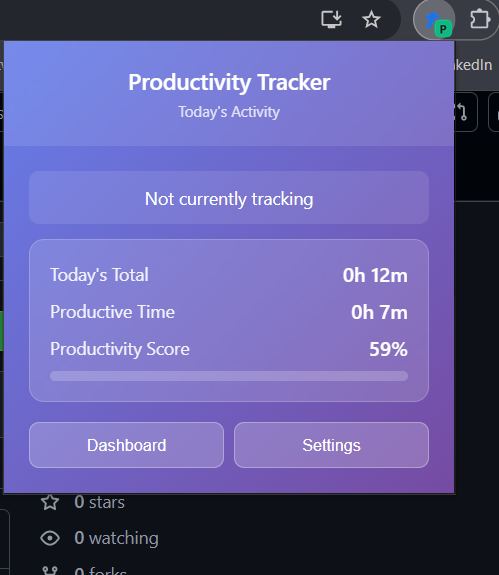 P
kedIn
Productivity Tracker
Today's Activity
Not currently tracking
Today's Total 0h 12m
Productive Time 0h 7m
Productivity Score 59%
Dashboard Settings
0 stars
0 watching
0 forks